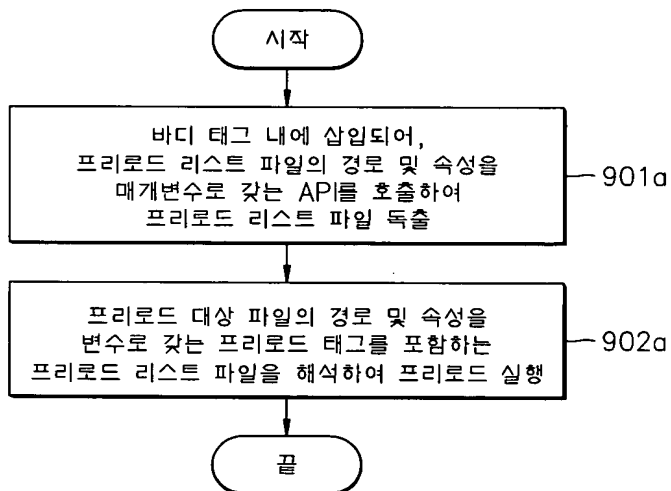 시작
바디 태그 내에 삽입되어,
프리로드 리스트 파일의 경로 및 속성을
매개변수로 갖는 API를 호출하여
프리로드 리스트 파일 독출
901a
프리로드 대상 파일의 경로 및 속성을
변수로 갖는 프리로드 태그를 포함하는
프리로드 리스트 파일을 해석하여 프리로드 실행
902a
끝